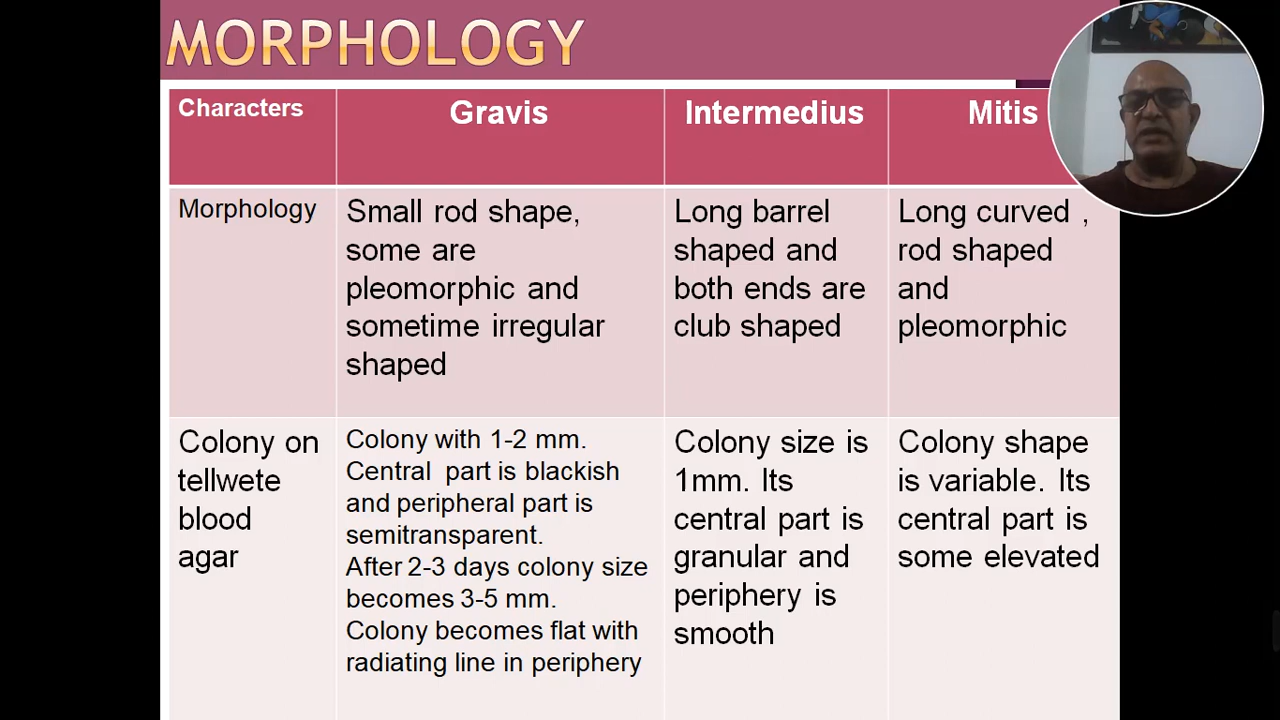 MORPHOLOGY
Characters
Gravis
Intermedius
Mitis
Morphology
Small rod shape,
some are
pleomorphic and
sometime irregular
shaped
Long barrel
shaped and
both ends are
club shaped
Long curved ,
rod shaped
and
pleomorphic
Colony on
tellwete
blood
agar
Colony with 1-2 mm.
Central part is blackish
and peripheral part is
semitransparent.
After 2-3 days colony size
becomes 3-5 mm.
Colony becomes flat with
radiating line in periphery
Colony size is
1mm. Its
central part is
granular and
periphery is
smooth
Colony shape
is variable. Its
central part is
some elevated